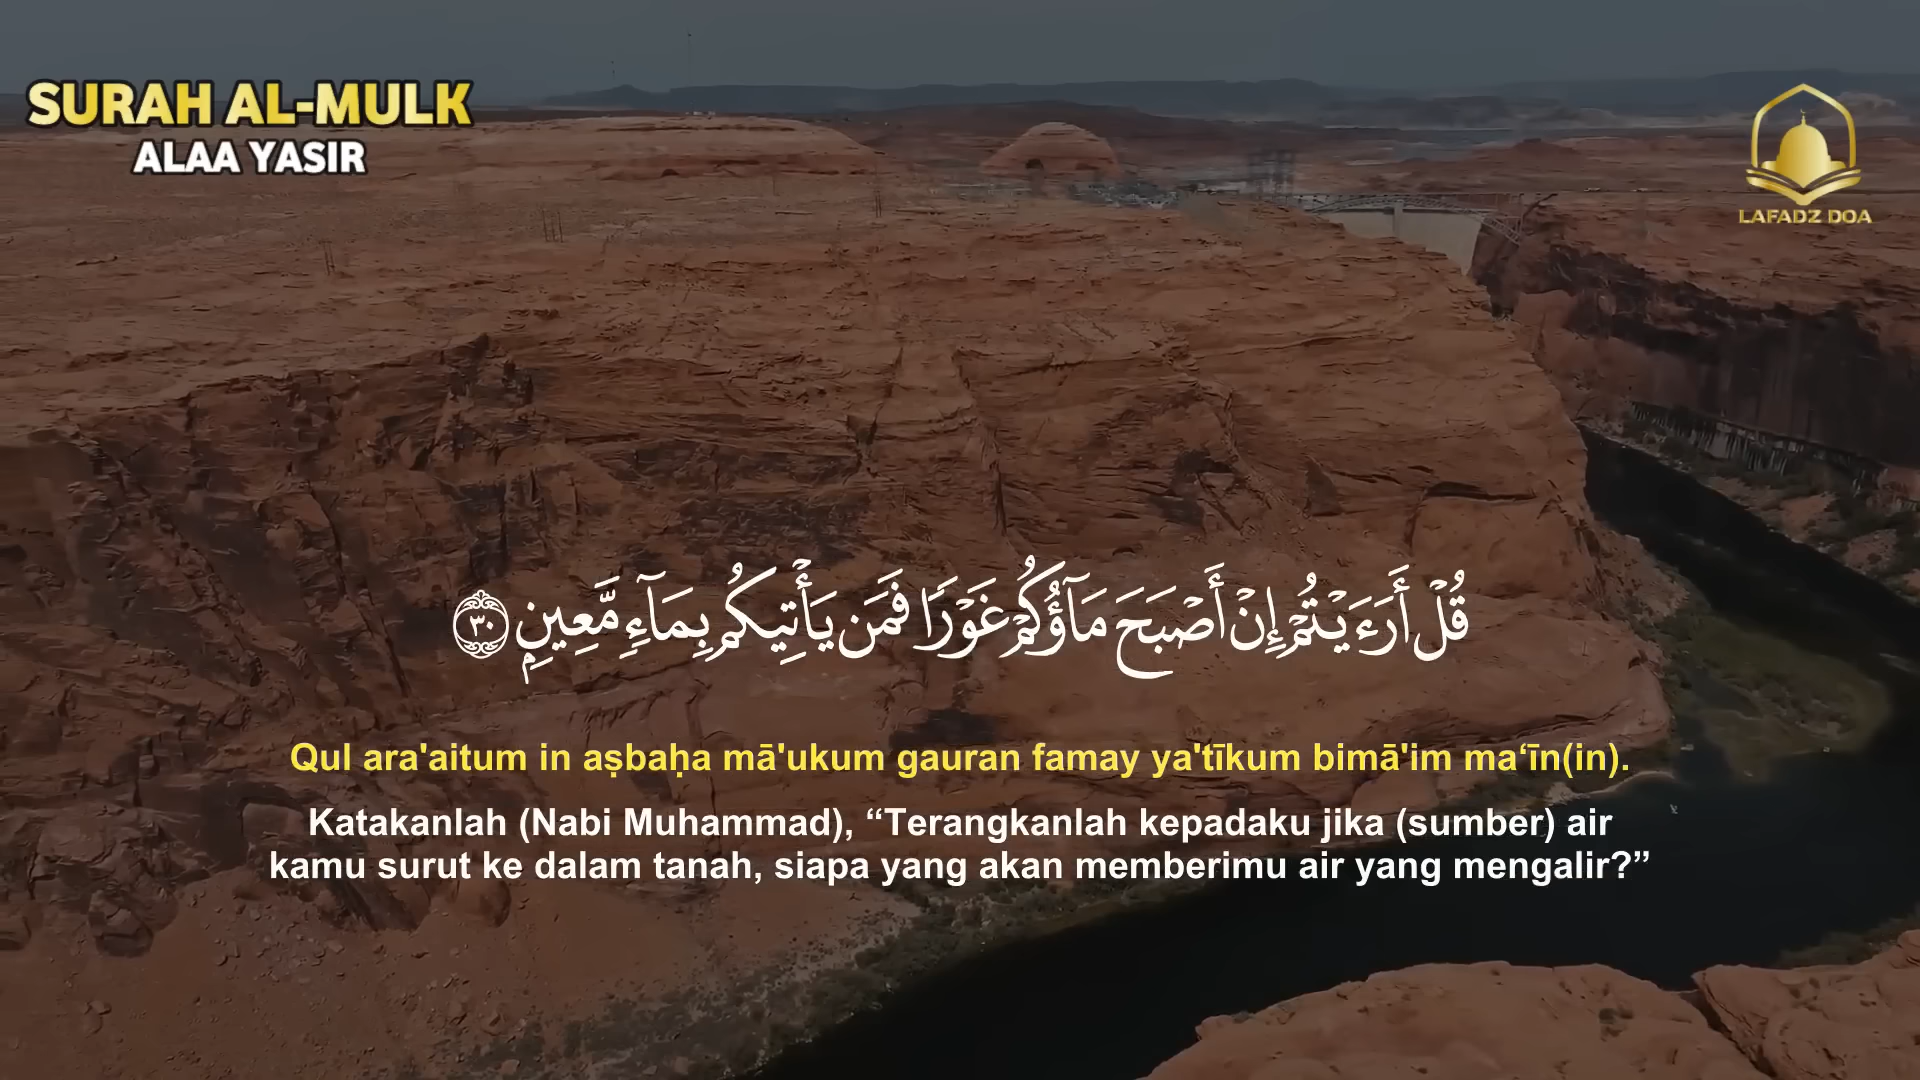 SURAH AL-MULK
ALAA YASIR
LAFADZ DOA
قُلْ أَرَءَيْتُمْ إِنْ أَصْبَحَ مَآؤُكُمْ غَوْرًا فَمَن يَأْتِيكُم بِمَآءٍ مَّعِينٍۭ ٣٠
Qul ara'aitum in aṣbaḥa mā'ukum gauran famay ya'tīkum bimā'im ma‘īn(in).
Katakanlah (Nabi Muhammad), “Terangkanlah kepadaku jika (sumber) air
kamu surut ke dalam tanah, siapa yang akan memberimu air yang mengalir?”